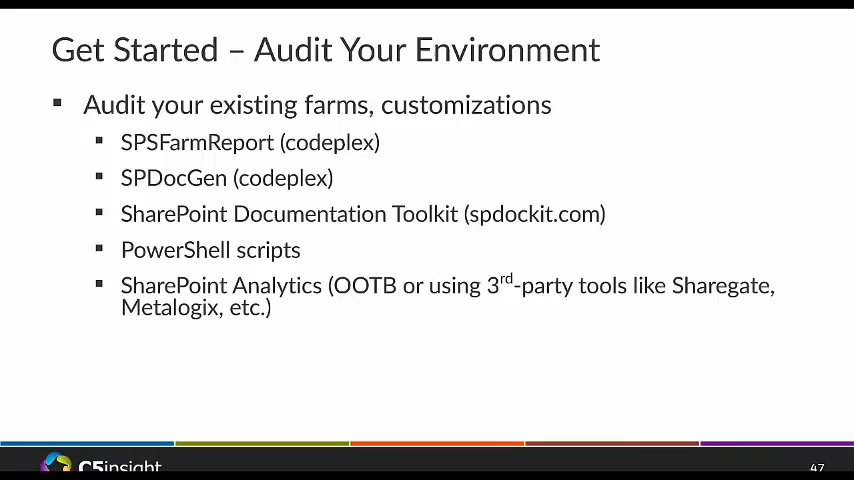 Get Started – Audit Your Environment
Audit your existing farms, customizations
SPSFarmReport (codeplex)
SPDocGen (codeplex)
SharePoint Documentation Toolkit (spdockit.com)
PowerShell scripts
SharePoint Analytics (OOTB or using 3rd-party tools like Sharegate,
Metalogix, etc.)
C5insight
47